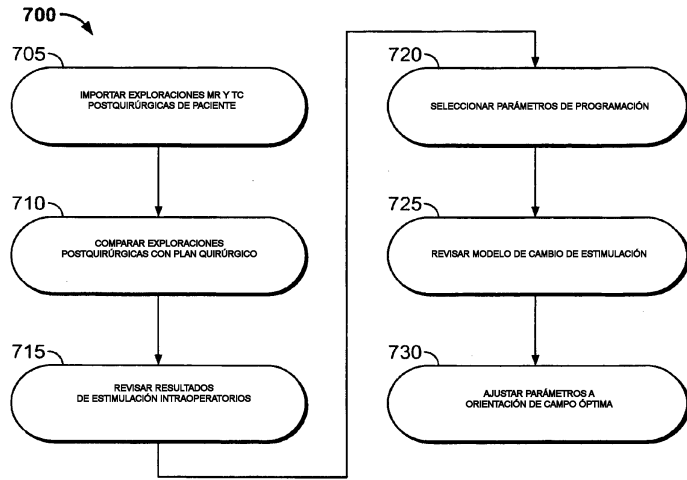 700
705
IMPORTAR EXPLORACIONES MR Y TC
POSTQUIRÚRGICAS DE PACIENTE
710
COMPARAR EXPLORACIONES
POSTQUIRÚRGICAS CON PLAN QUIRÚRGICO
715
REVISAR RESULTADOS
DE ESTIMULACIÓN INTRAOPERATORIOS
720
SELECCIONAR PARÁMETROS DE PROGRAMACIÓN
725
REVISAR MODELO DE CAMBIO DE ESTIMULACIÓN
730
AJUSTAR PARÁMETROS A
ORIENTACIÓN DE CAMPO ÓPTIMA